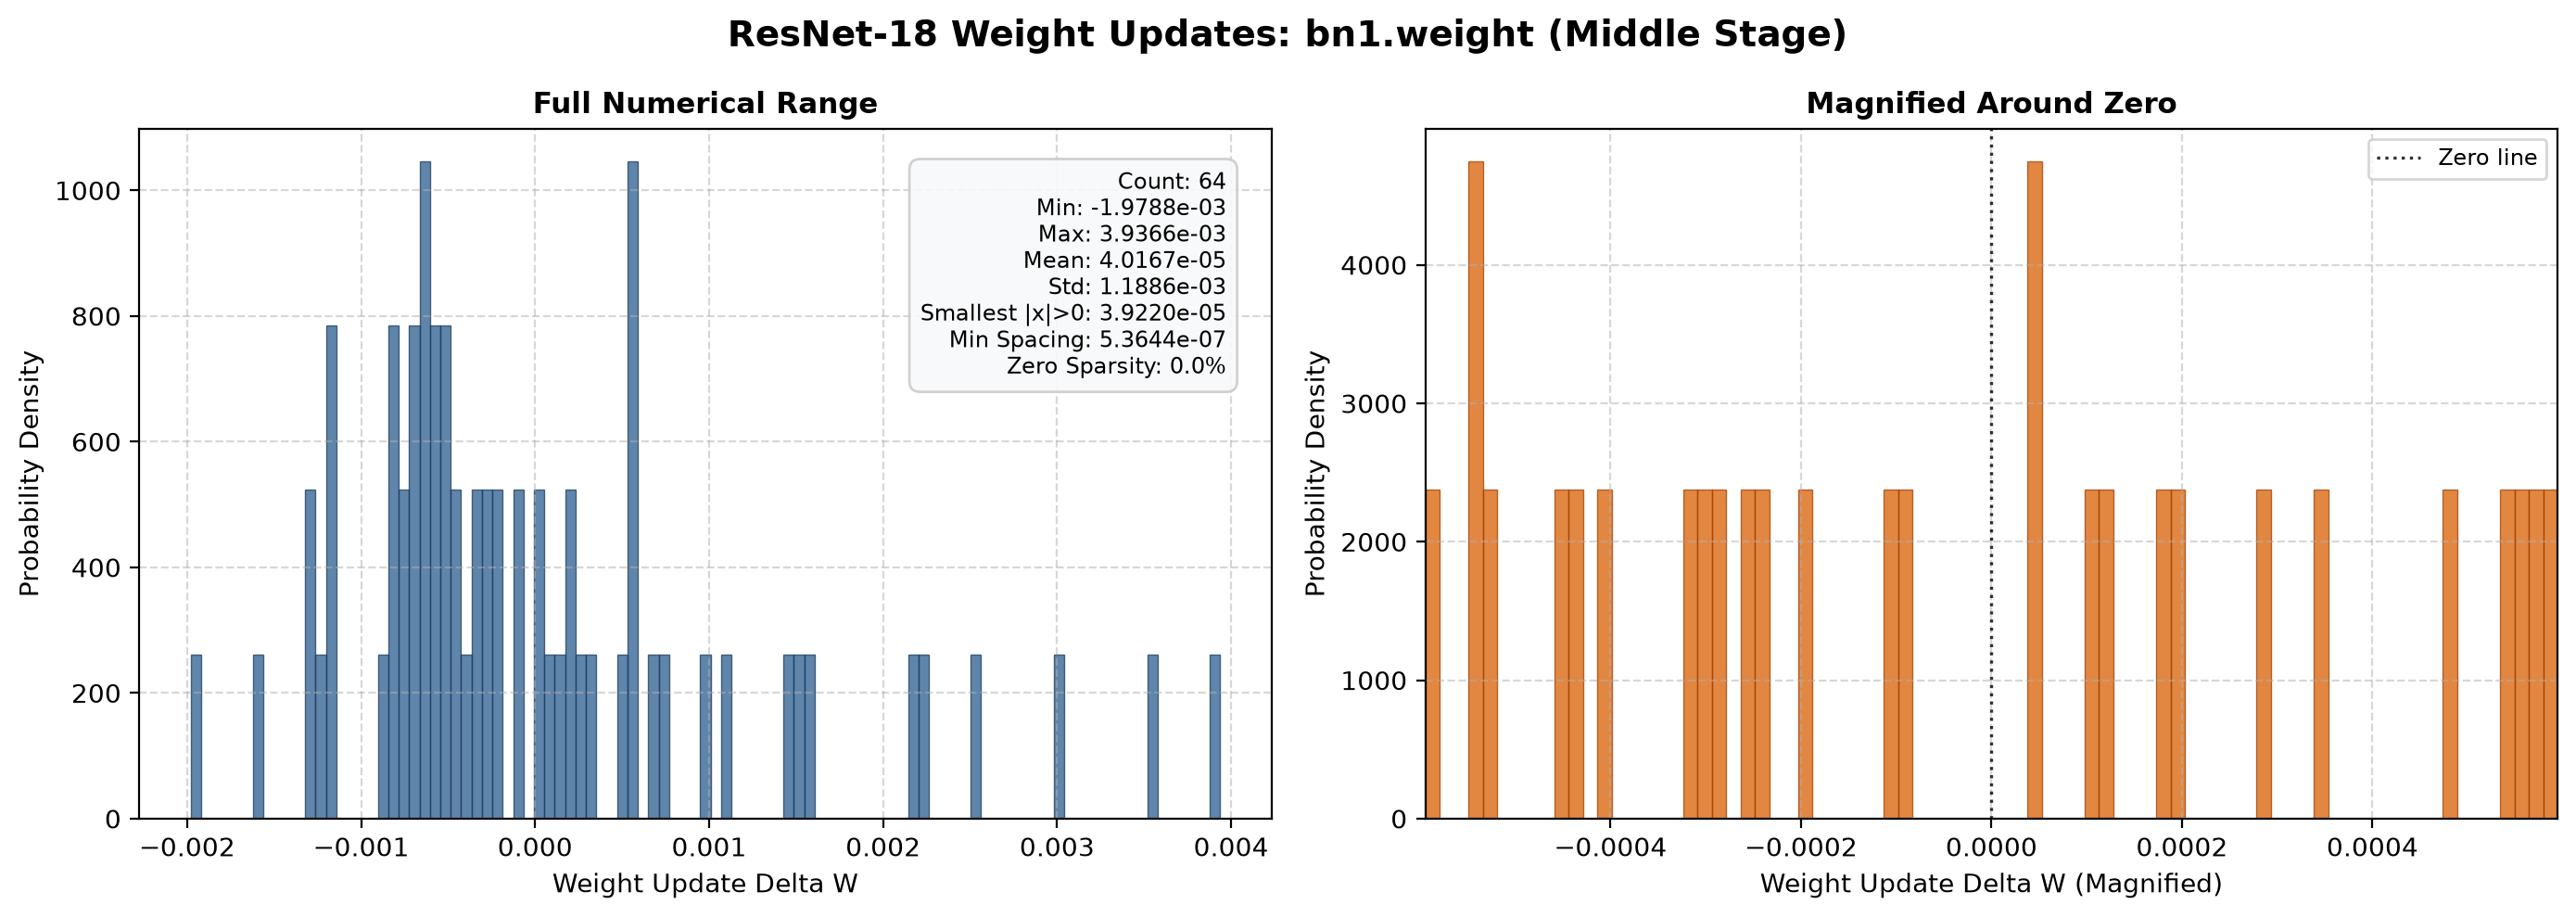 ResNet-18 Weight Updates: bn1.weight (Middle Stage)
Full Numerical Range
Probability Density
1000
800
600
400
200
0
Count: 64
Min: -1.9788e-03
Max: 3.9366e-03
Mean: 4.0167e-05
Std: 1.1886e-03
Smallest |x|>0: 3.9220e-05
Min Spacing: 5.3644e-07
Zero Sparsity: 0.0%
−0.002 −0.001 0.000 0.001 0.002 0.003 0.004
Weight Update Delta W
Magnified Around Zero
Probability Density
4000
3000
2000
1000
0
Zero line
−0.0004 −0.0002 0.0000 0.0002 0.0004
Weight Update Delta W (Magnified)